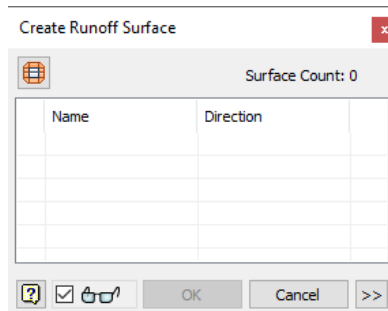 Create Runoff Surface
x
Surface Count: 0
Name Direction
? OK Cancel >>